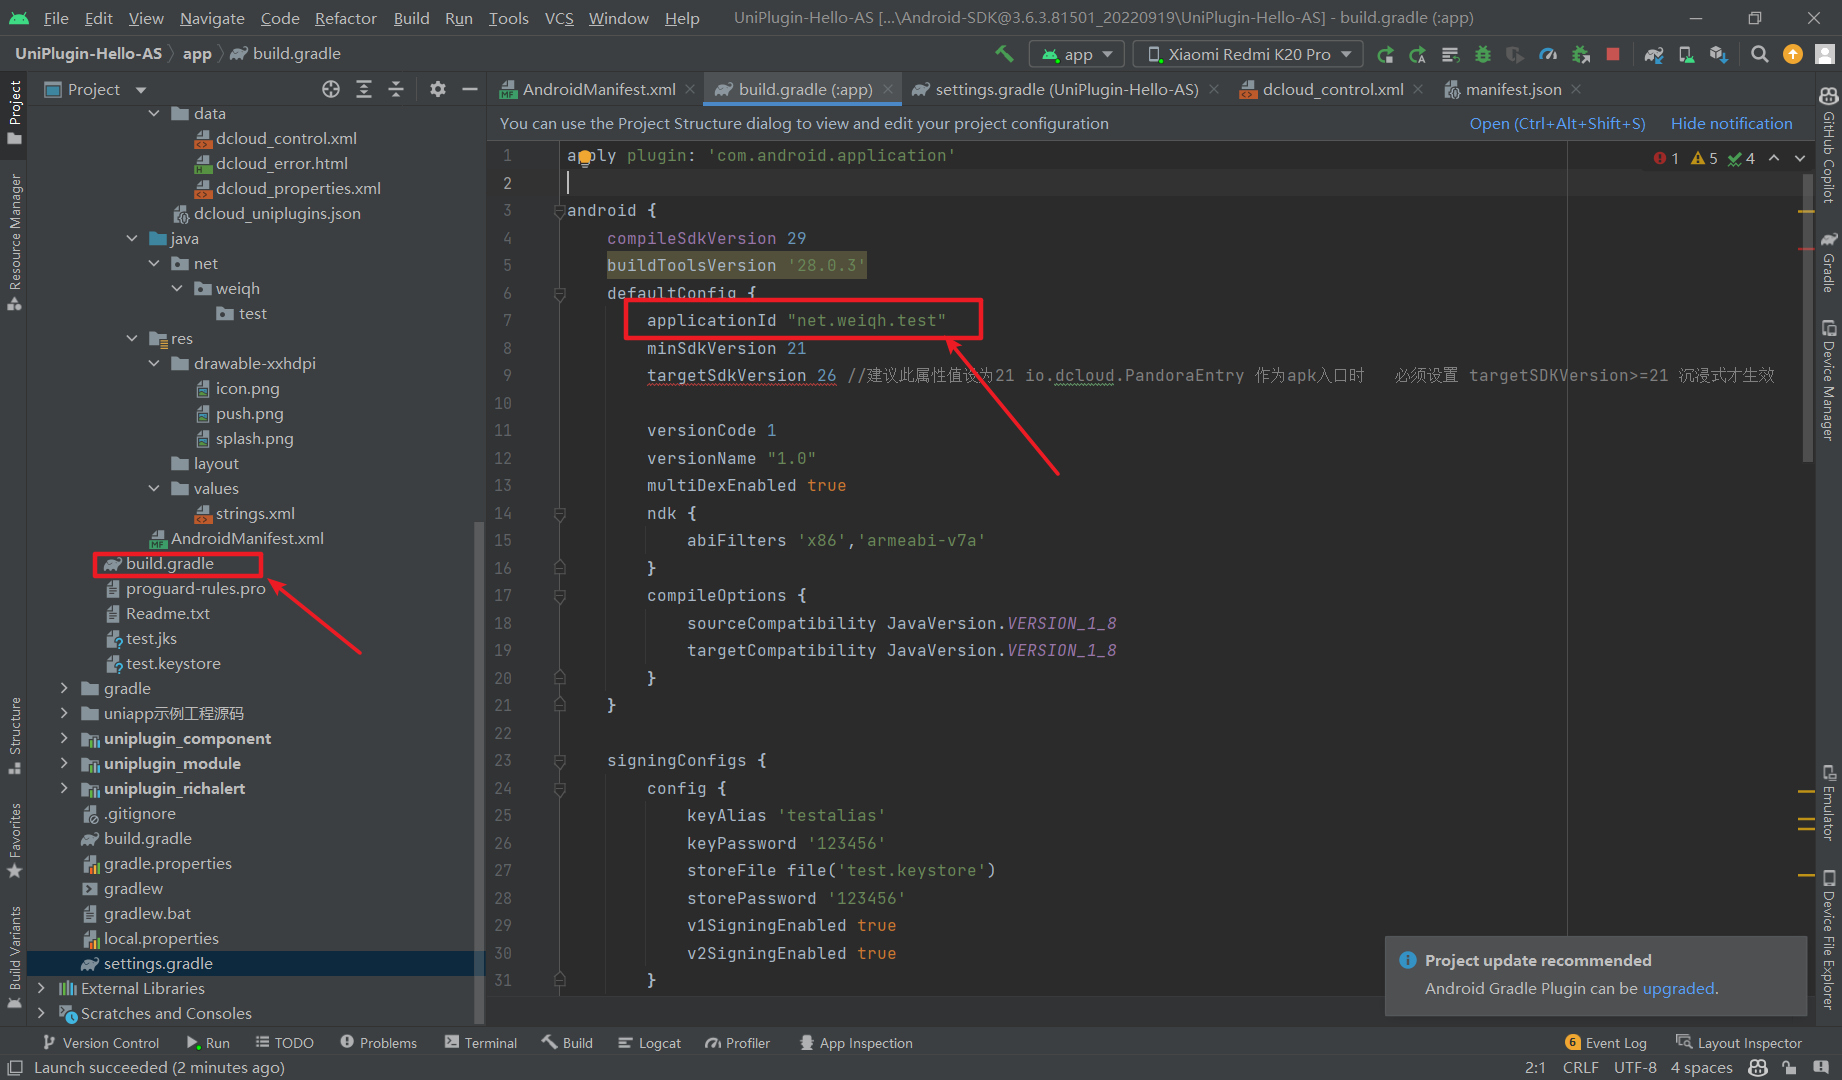 File Edit View Navigate Code Refactor Build Run Tools VCS Window Help UniPlugin-Hello-AS [...\Android-SDK@3.6.3.81501_20220919\UniPlugin-Hello-AS] - build.gradle (:app)
UniPlugin-Hello-AS app build.gradle app Xiaomi Redmi K20 Pro
Project
AndroidManifest.xml build.gradle (:app) settings.gradle (UniPlugin-Hello-AS) dcloud_control.xml manifest.json
You can use the Project Structure dialog to view and edit your project configuration Open (Ctrl+Alt+Shift+S) Hide notification
Project
Resource Manager
Structure
Favorites
Build Variants
data
dcloud_control.xml
dcloud_error.html
dcloud_properties.xml
dcloud_uniplugins.json
java
net
weiqh
test
res
drawable-xxhdpi
icon.png
push.png
splash.png
layout
values
strings.xml
AndroidManifest.xml
build.gradle
proguard-rules.pro
Readme.txt
test.jks
test.keystore
gradle
uniapp示例工程源码
uniplugin_component
uniplugin_module
uniplugin_richalert
.gitignore
build.gradle
gradle.properties
gradlew
gradlew.bat
local.properties
settings.gradle
External Libraries
Scratches and Consoles
1 apply plugin: 'com.android.application'
1 5 4
2
3 android {
4 compileSdkVersion 29
5 buildToolsVersion '28.0.3'
6 defaultConfig {
7 applicationId "net.weiqh.test"
8 minSdkVersion 21
9 targetSdkVersion 26 //建议此属性值设为21 io.dcloud.PandoraEntry 作为apk入口时 必须设置 targetSDKVersion>=21 沉浸式才生效
10
11 versionCode 1
12 versionName "1.0"
13 multiDexEnabled true
14 ndk {
15 abiFilters 'x86','armeabi-v7a'
16 }
17 compileOptions {
18 sourceCompatibility JavaVersion.VERSION_1_8
19 targetCompatibility JavaVersion.VERSION_1_8
20 }
21 }
22
23 signingConfigs {
24 config {
25 keyAlias 'testalias'
26 keyPassword '123456'
27 storeFile file('test.keystore')
28 storePassword '123456'
29 v1SigningEnabled true
30 v2SigningEnabled true
31 }
GitHub Copilot
Gradle
Device Manager
Emulator
Device File Explorer
Project update recommended
Android Gradle Plugin can be upgraded.
Version Control Run TODO Problems Terminal Build Logcat Profiler App Inspection 6 Event Log Layout Inspector
Launch succeeded (2 minutes ago) 2:1 CRLF UTF-8 4 spaces